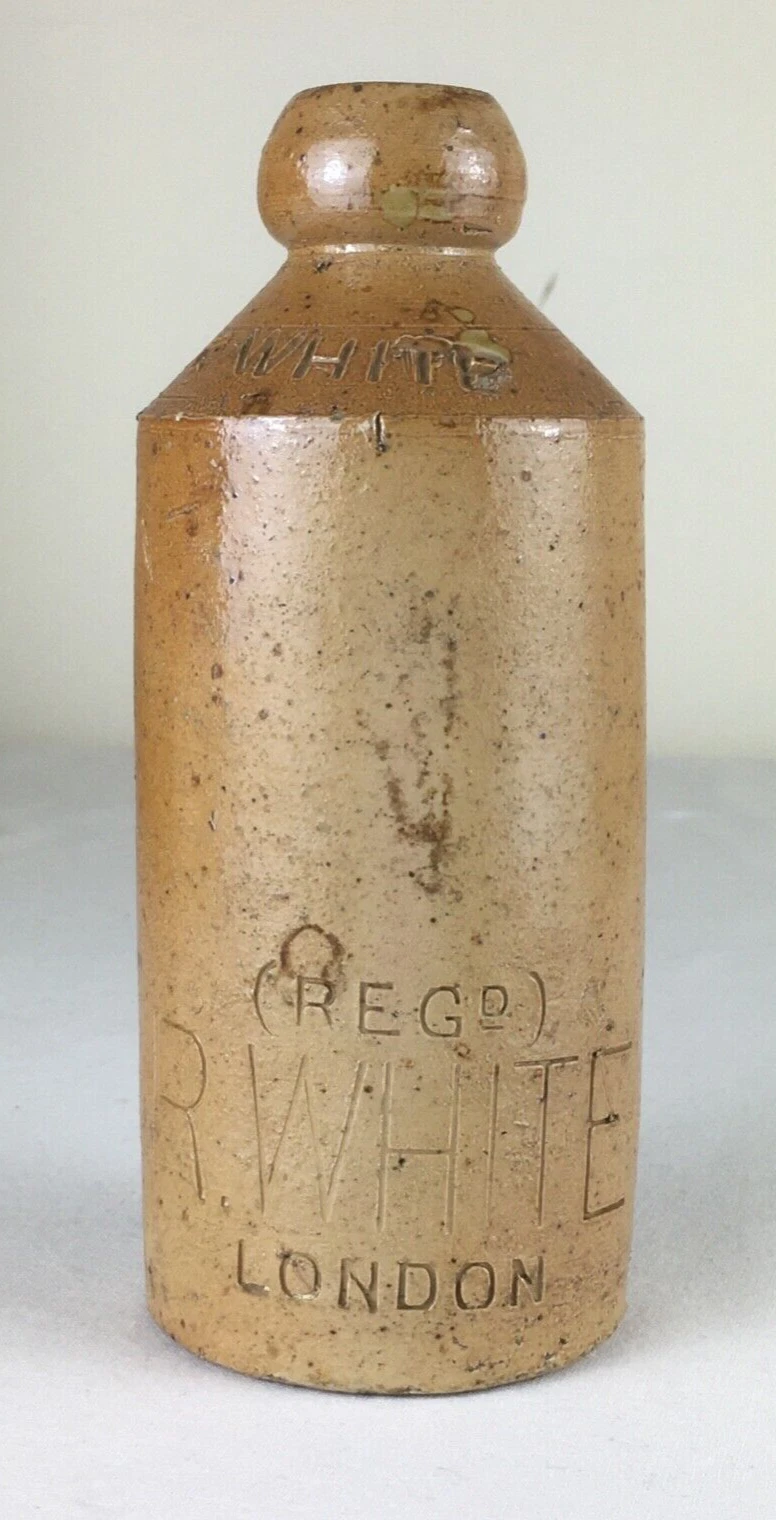 WHITE
(REGD)
R. WHITE
LONDON